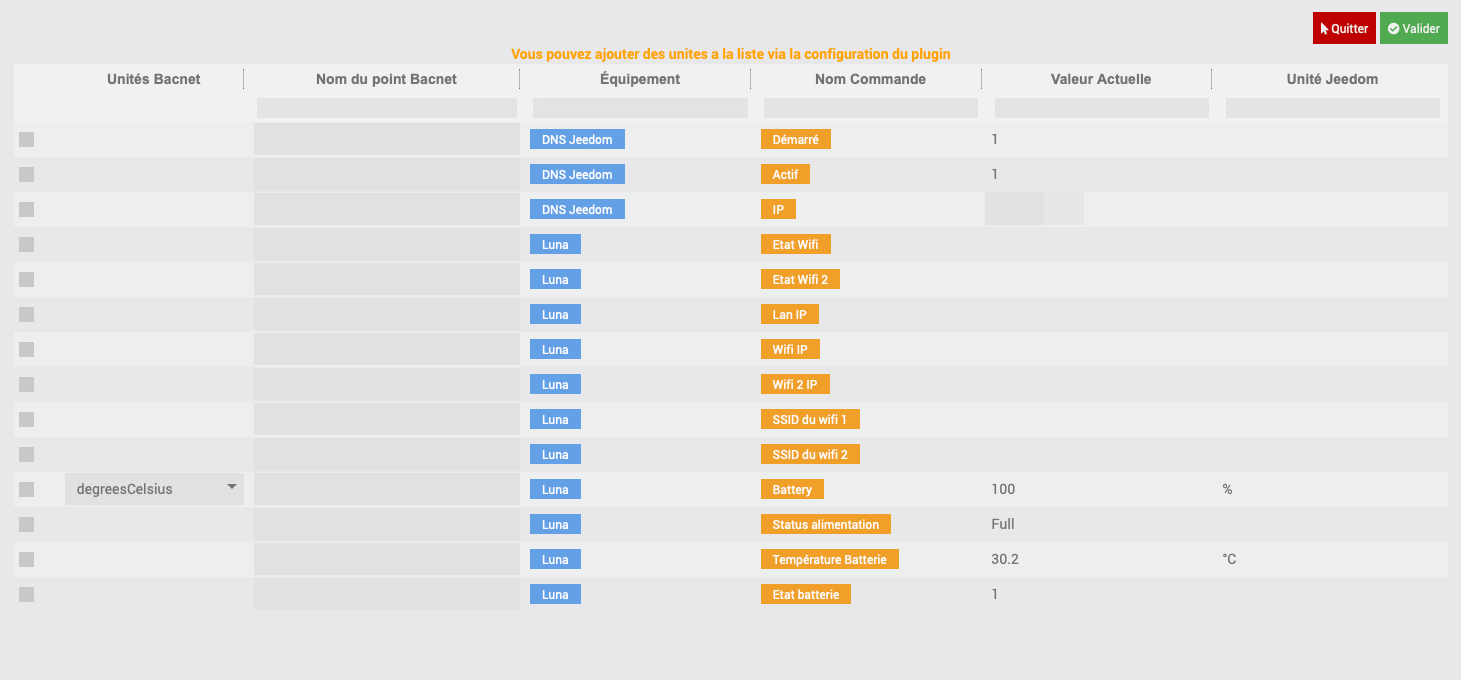 Quitter Valider
Vous pouvez ajouter des unites a la liste via la configuration du plugin
Unités Bacnet Nom du point Bacnet Équipement Nom Commande Valeur Actuelle Unité Jeedom
DNS Jeedom Démarré 1
DNS Jeedom Actif 1
DNS Jeedom IP
Luna Etat Wifi
Luna Etat Wifi 2
Luna Lan IP
Luna Wifi IP
Luna Wifi 2 IP
Luna SSID du wifi 1
Luna SSID du wifi 2
degreesCelsius Luna Battery 100 %
Luna Status alimentation Full
Luna Température Batterie 30.2 °C
Luna Etat batterie 1